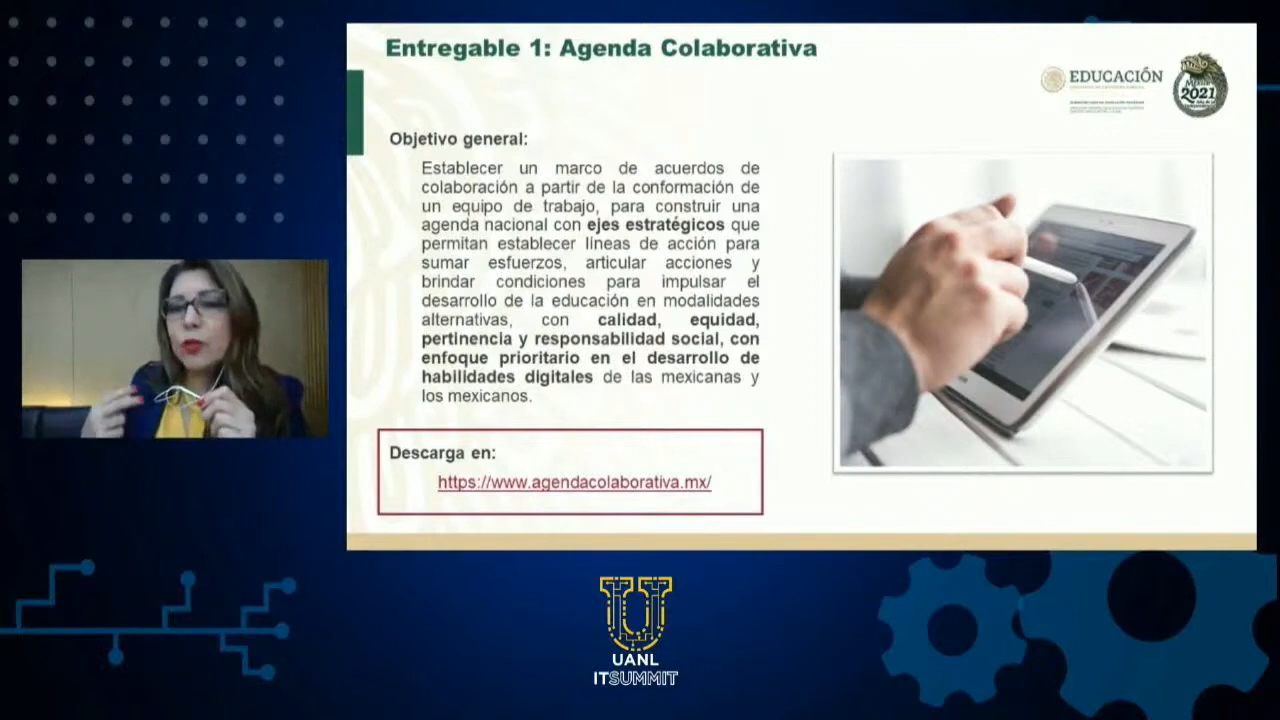 Entregable 1: Agenda Colaborativa
EDUCACIÓN
2021
Objetivo general:
Establecer un marco de acuerdos de
colaboración a partir de la conformación de
un equipo de trabajo, para construir una
agenda nacional con ejes estratégicos que
permitan establecer líneas de acción para
sumar esfuerzos, articular acciones y
brindar condiciones para impulsar el
desarrollo de la educación en modalidades
alternativas, con calidad, equidad,
pertinencia y responsabilidad social, con
enfoque prioritario en el desarrollo de
habilidades digitales de las mexicanas y
los mexicanos.
Descarga en:
https://www.agendacolaborativa.mx/
UANL
ITSUMMIT